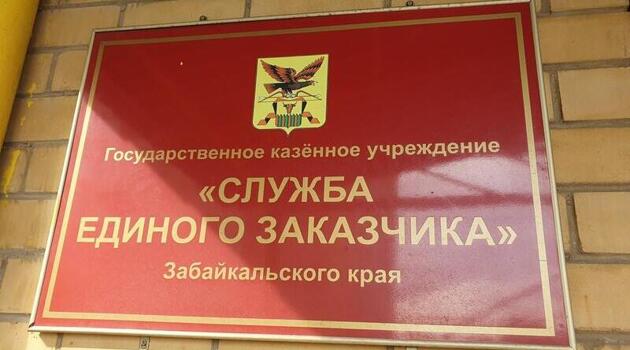 Государственное казённое учреждение
«СЛУЖБА
ЕДИНОГО ЗАКАЗЧИКА»
Забайкальского края